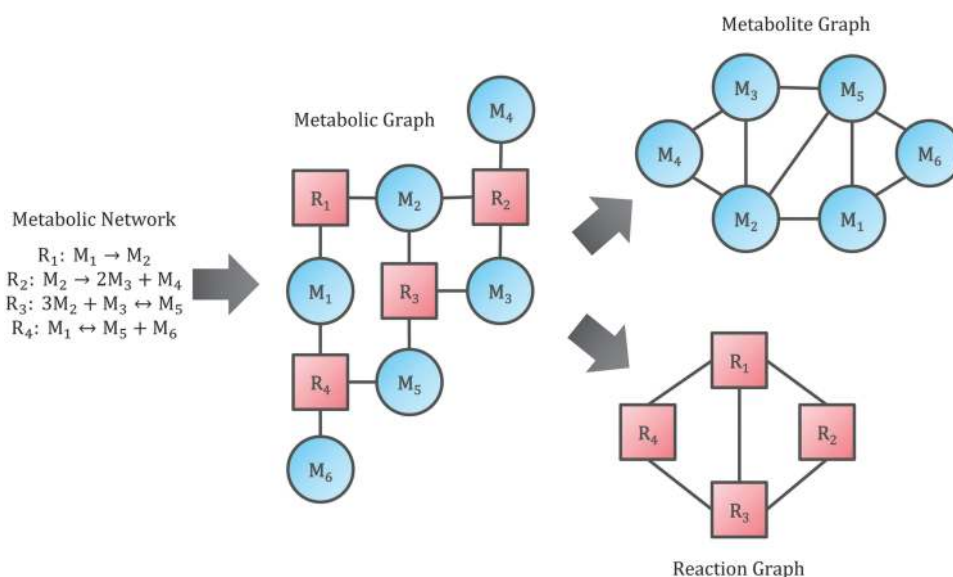 Metabolic Network
R₁: M₁ → M₂
R₂: M₂ → 2M₃ + M₄
R₃: 3M₂ + M₃ ↔ M₅
R₄: M₁ ↔ M₅ + M₆
Metabolic Graph
M₄
R₁ M₂ R₂
M₁ R₃ M₃
R₄ M₅
M₆
Metabolite Graph
M₃ M₅
M₄ M₆
M₂ M₁
R₁
R₄ R₂
R₃
Reaction Graph